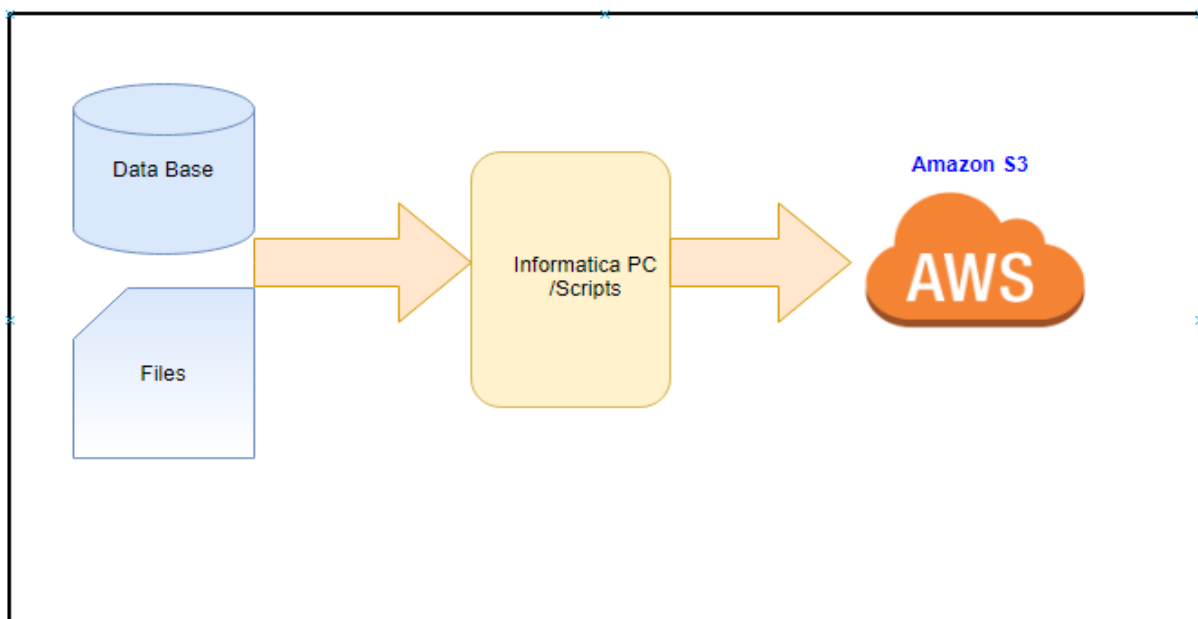 Data Base
Files
Informatica PC
/Scripts
Amazon S3
AWS